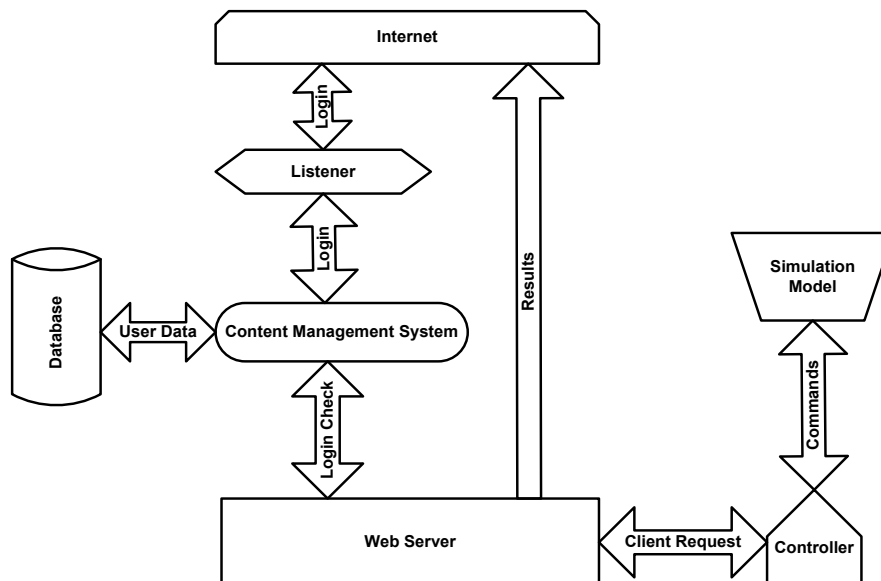 Internet
Login
Listener
Login
Results
Simulation
Model
Database
User Data
Content Management System
Login Check
Commands
Web Server
Client Request
Controller